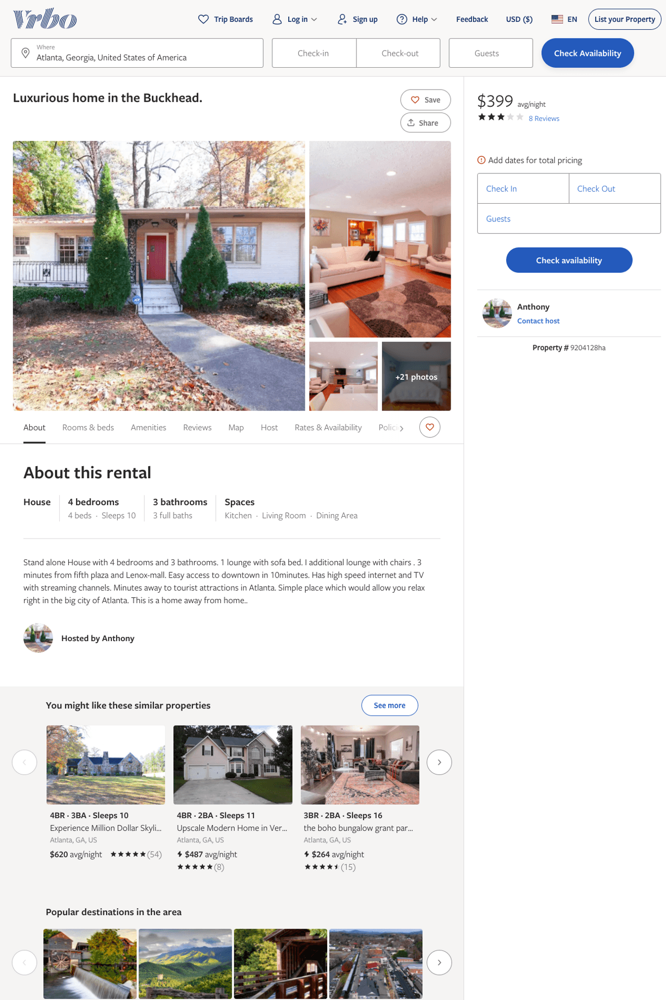 Vrbo
Trip Boards
Log in
Sign up
Help
Feedback
USD ($)
EN
List your Property
Where
Atlanta, Georgia, United States of America
Check-in
Check-out
Guests
Check Availability
Luxurious home in the Buckhead.
Save
Share
+21 photos
$399 avg/night
8 Reviews
Add dates for total pricing
Check In
Check Out
Guests
Check availability
Anthony
Contact host
Property # 9204128ha
About
Rooms & beds
Amenities
Reviews
Map
Host
Rates & Availability
Polici
About this rental
House
4 bedrooms
4 beds · Sleeps 10
3 bathrooms
3 full baths
Spaces
Kitchen · Living Room · Dining Area
Stand alone House with 4 bedrooms and 3 bathrooms. 1 lounge with sofa bed. I additional lounge with chairs . 3
minutes from fifth plaza and Lenox-mall. Easy access to downtown in 10minutes. Has high speed internet and TV
with streaming channels. Minutes away to tourist attractions in Atlanta. Simple place which would allow you relax
right in the big city of Atlanta. This is a home away from home..
Hosted by Anthony
You might like these similar properties
See more
4BR · 3BA · Sleeps 10
Experience Million Dollar Skyli...
Atlanta, GA, US
$620 avg/night
(54)
4BR · 2BA · Sleeps 11
Upscale Modern Home in Ver...
Atlanta, GA, US
$487 avg/night
(8)
3BR · 2BA · Sleeps 16
the boho bungalow grant par...
Atlanta, GA, US
$264 avg/night
(15)
Popular destinations in the area